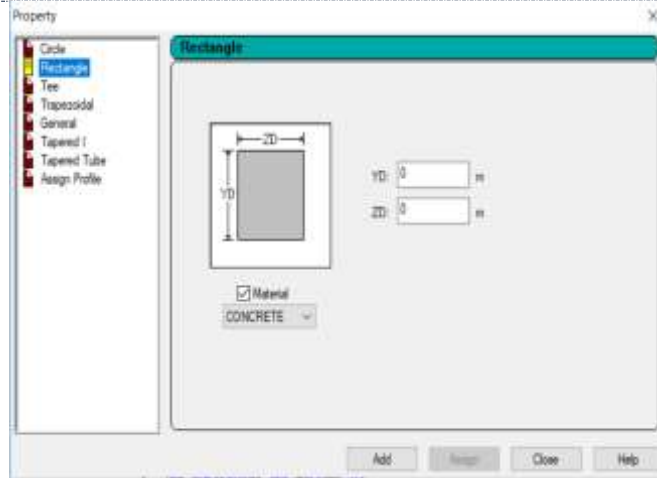 Property
Circle
Rectangle
Tee
Trapezoidal
General
Tapered I
Tapered Tube
Assign Profile
Rectangle
ZD
YD
YD: 0 m
ZD: 0 m
Material
CONCRETE
Add Assign Close Help